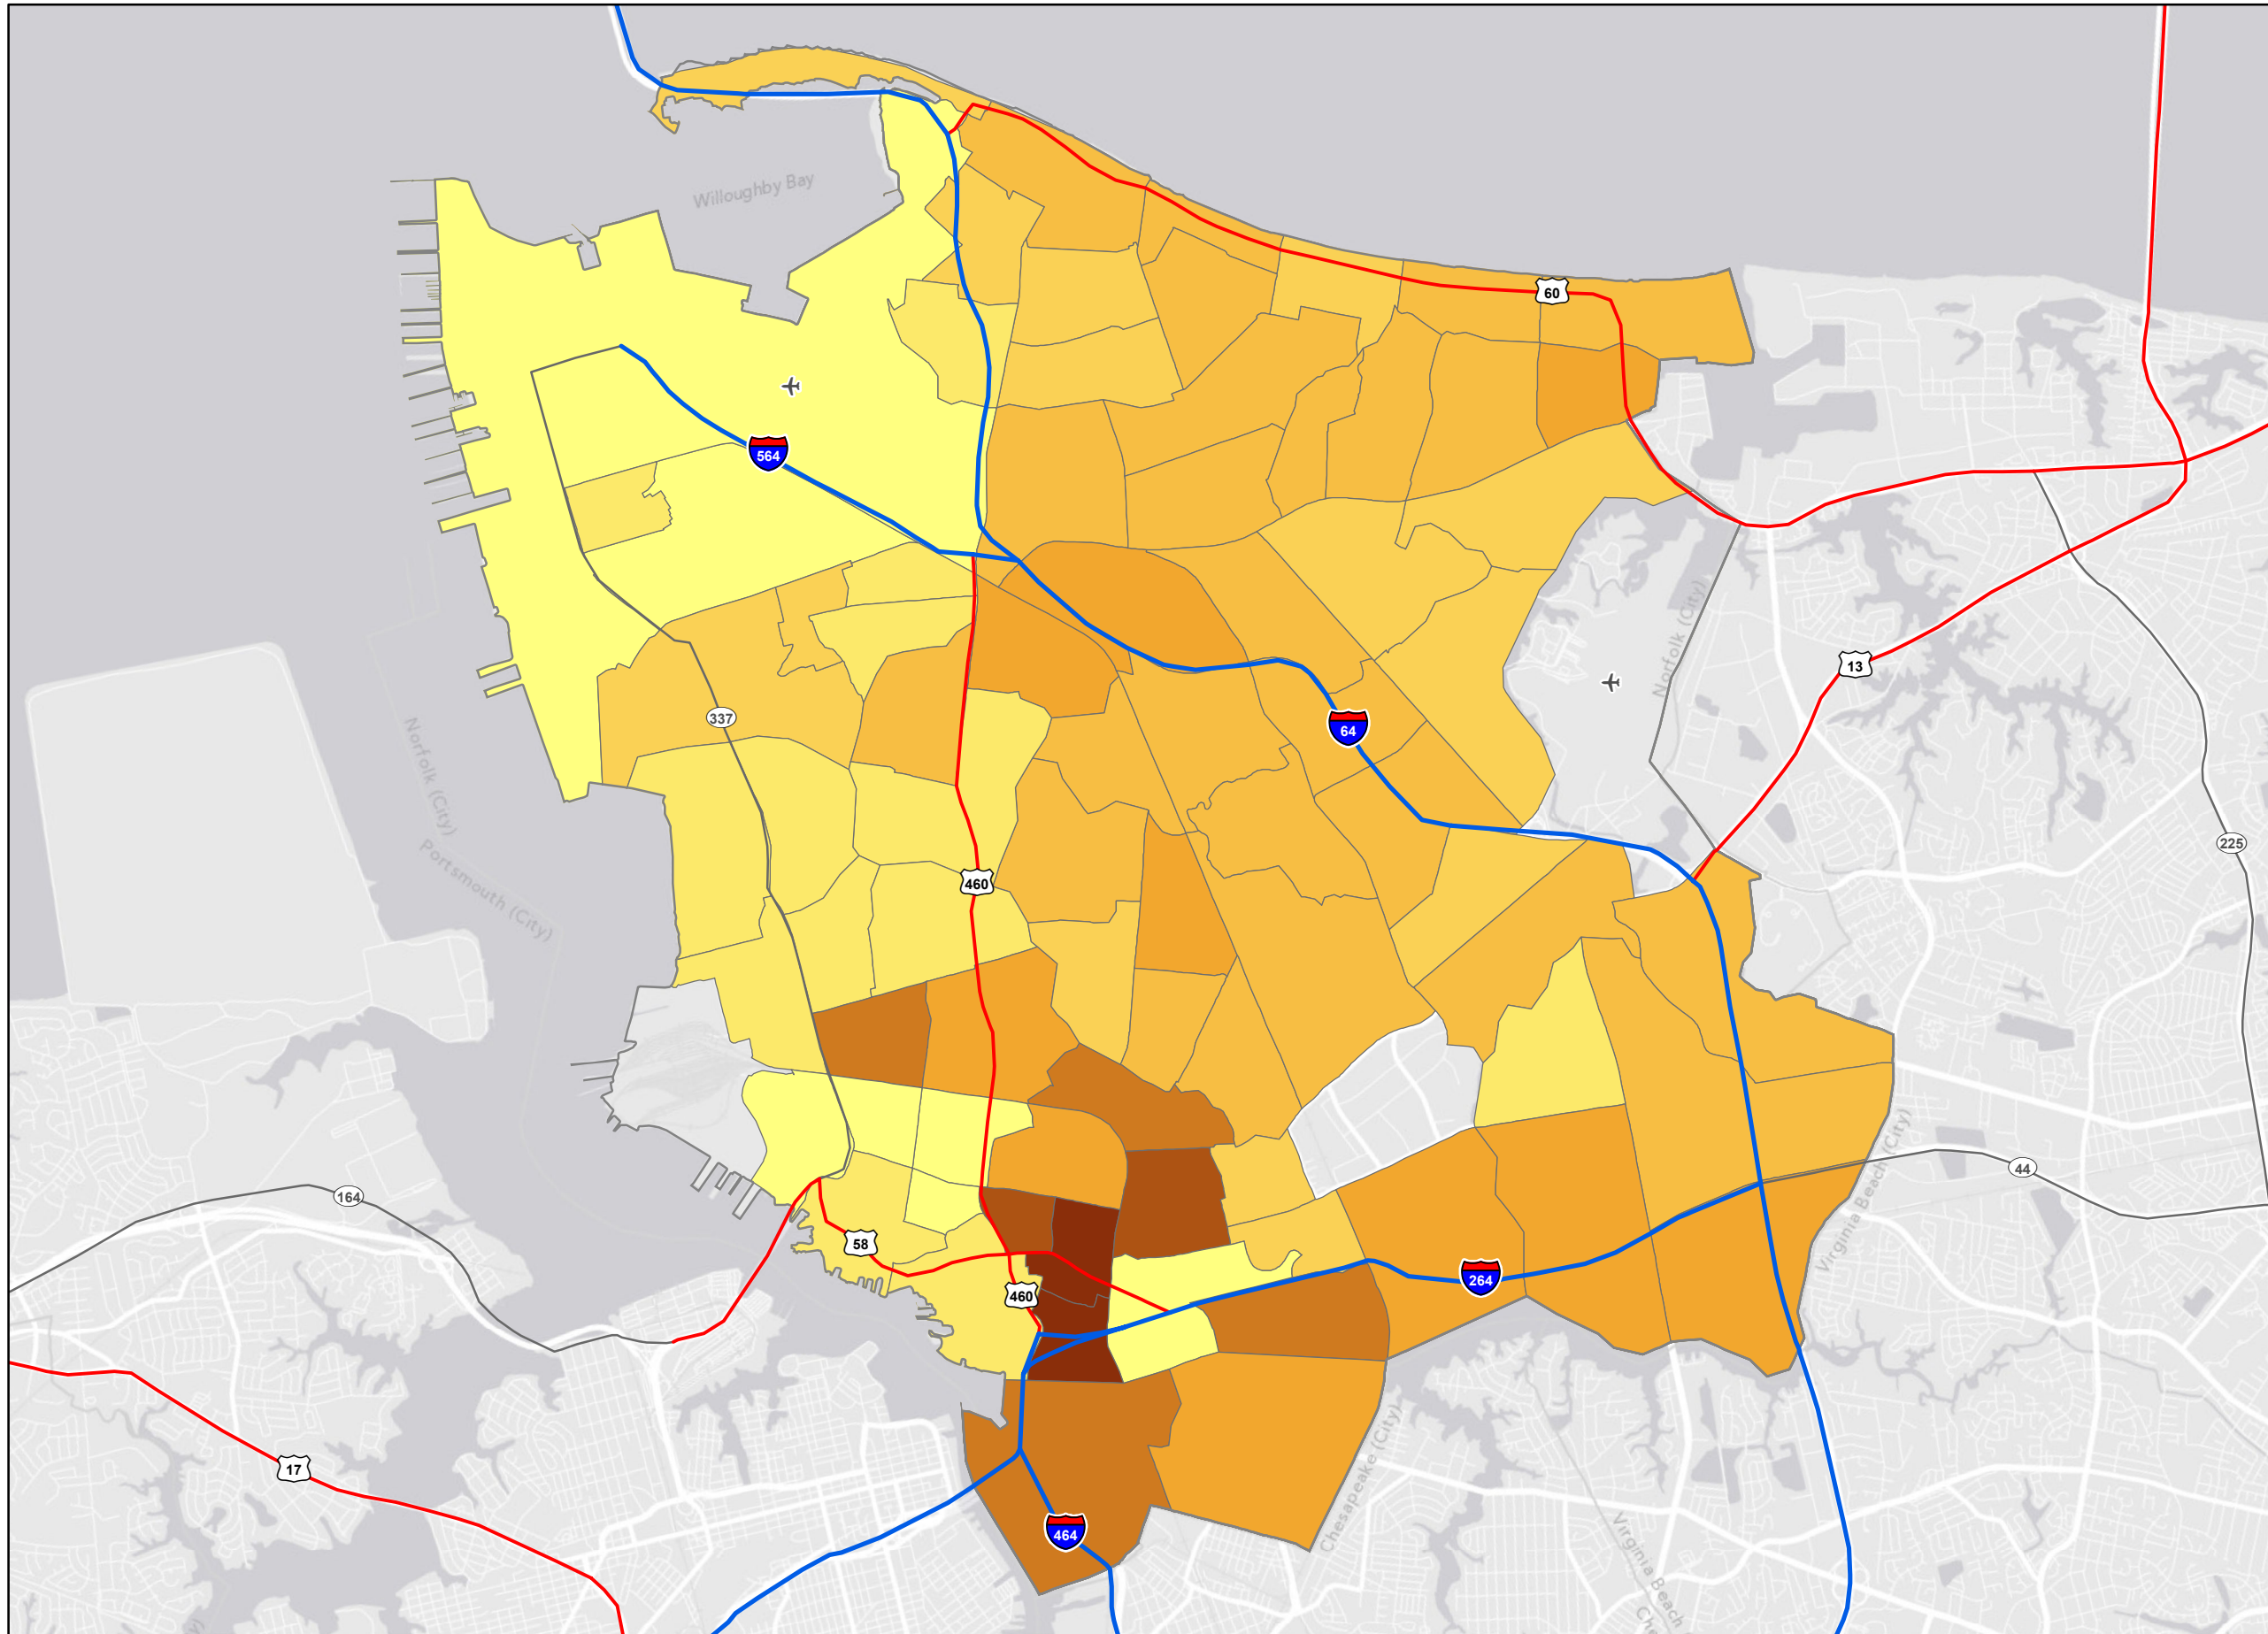 Willoughby Bay
60
564
13
Norfolk (City)
337
64
Norfolk (City)
Portsmouth (City)
225
460
164
44
58
Virginia Beach (City)
264
460
17
Chesapeake (City)
464
Virginia Beach